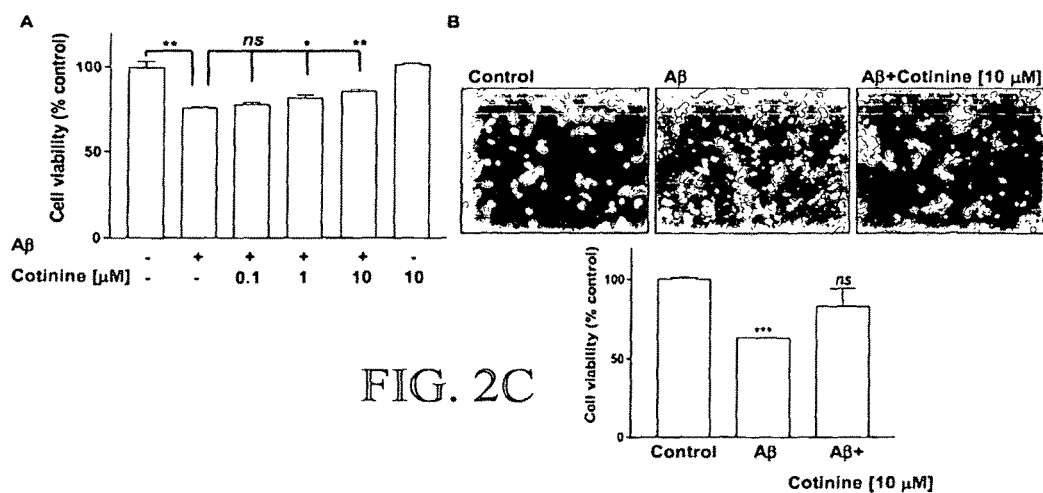 A
** ns * **
Cell viability (% control)
100
50
0
Aβ - + + + + -
Cotinine [μM] - - 0.1 1 10 10
B
Control Aβ Aβ+Cotinine [10 μM]
Cell viability (% control)
100
50
0
***
ns
Control Aβ Aβ+
Cotinine [10 μM]
FIG. 2C